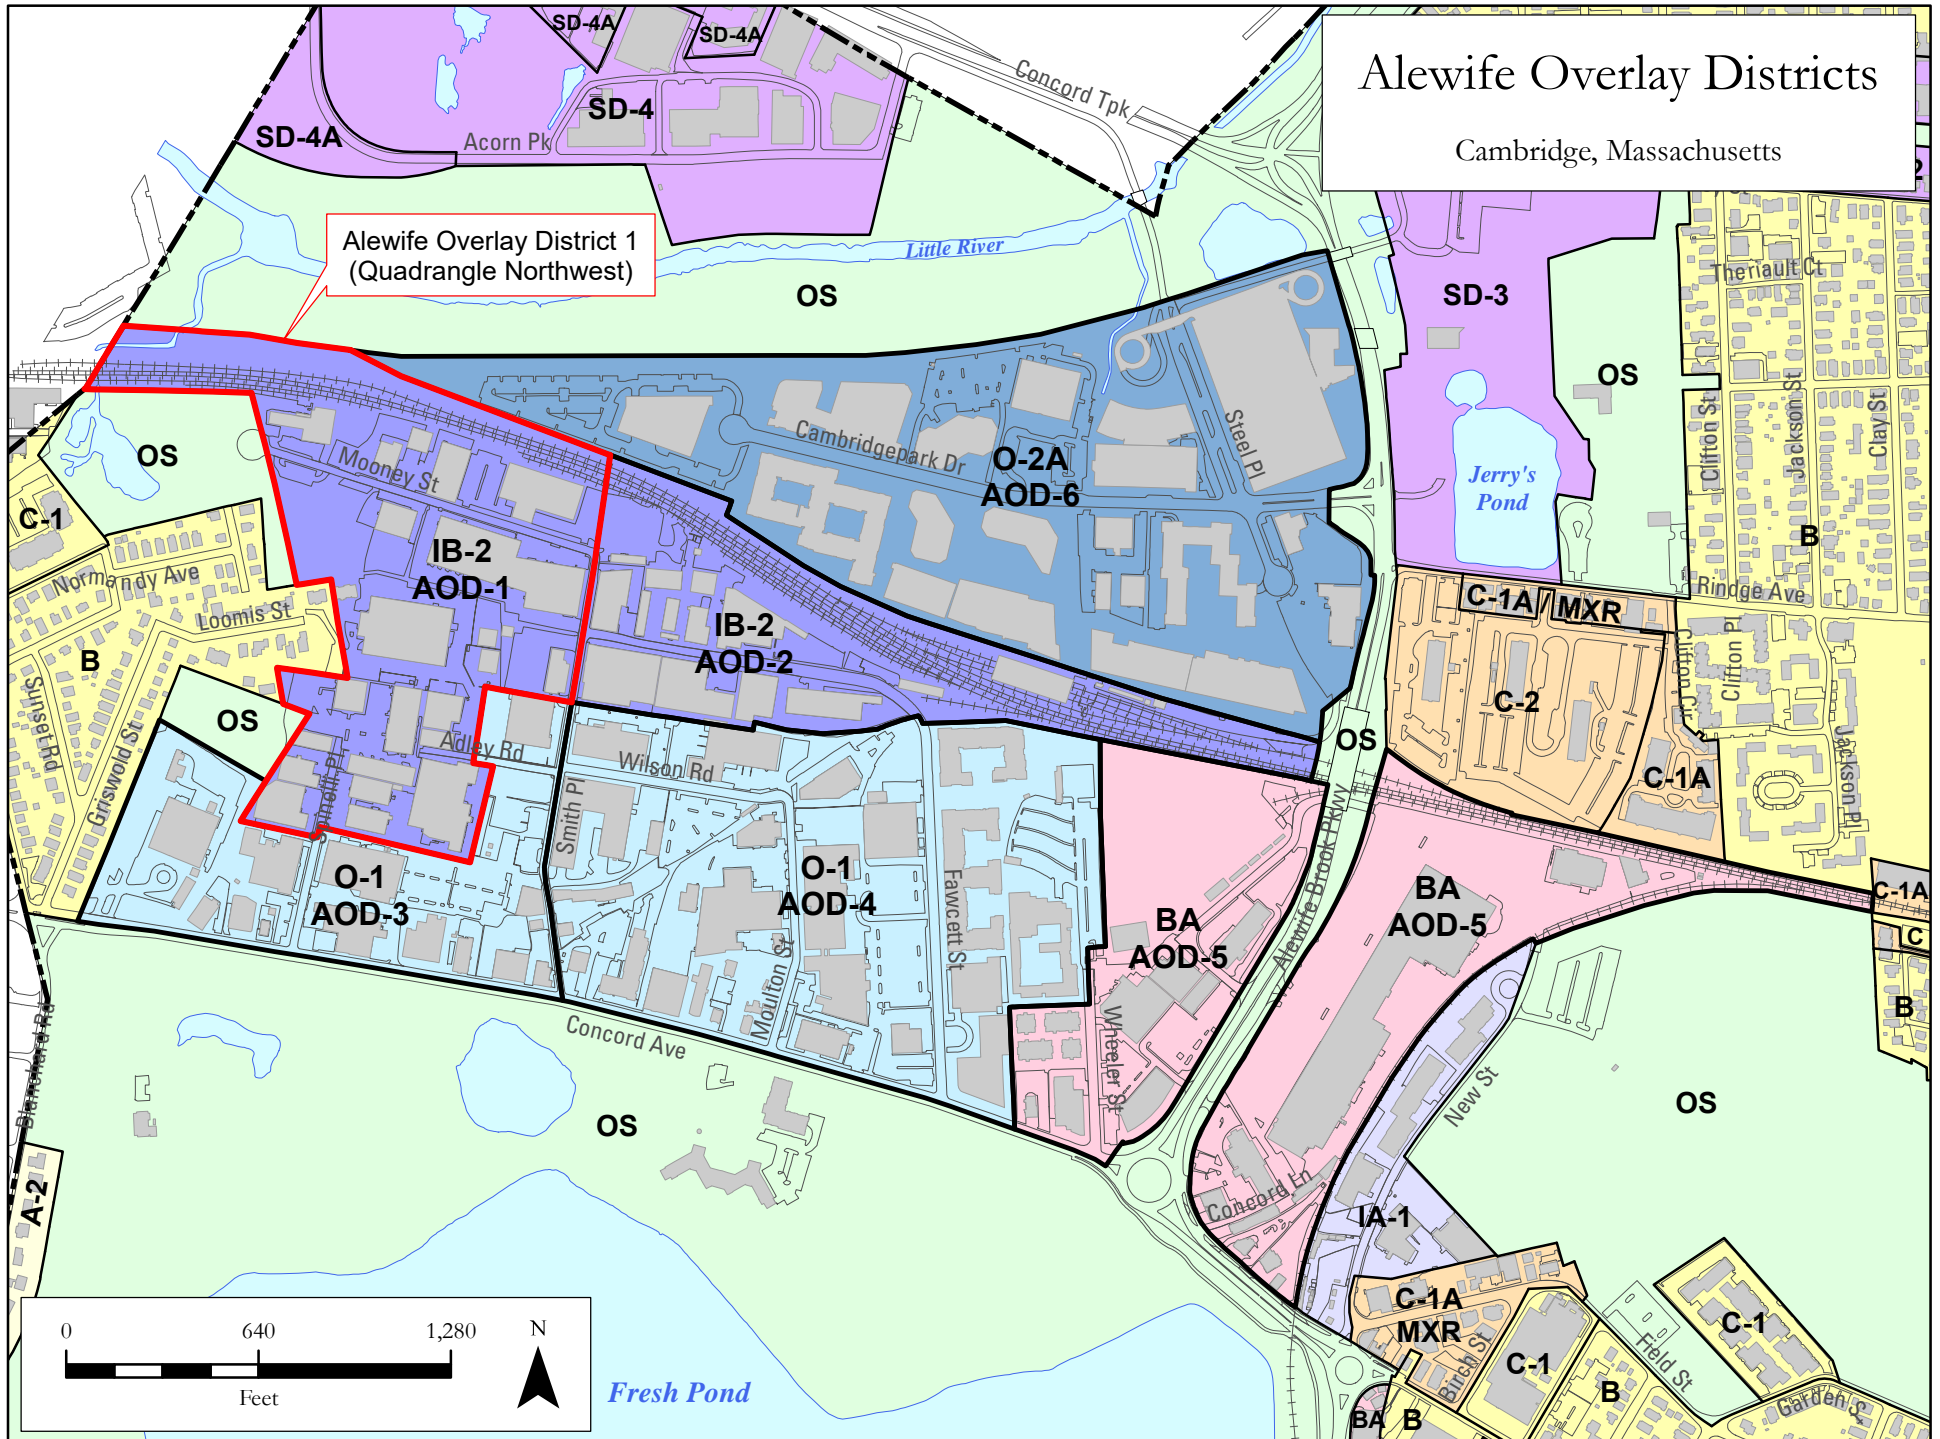 SD-4A
SD-4A
Concord Tpk
Alewife Overlay Districts
Cambridge, Massachusetts
SD-4
SD-4A
Acorn Pk
2
Alewife Overlay District 1
(Quadrangle Northwest)
Little River
OS
SD-3
Theriault Ct
OS
Clifton St
Jackson St
Clay St
OS
Mooney St
Cambridgepark Dr
Steel Pl
O-2A
AOD-6
Jerry's
Pond
C-1
IB-2
AOD-1
B
Normandy Ave
Loomis St
Rindge Ave
C-1A / MXR
IB-2
AOD-2
B
Sunset Rd
Griswold St
OS
C-2
Clifton Cir
Clifton Pl
Jackson Pl
OS
C-1A
Adley Rd
Wilson Rd
Spinelli Pl
Smith Pl
O-1
AOD-3
O-1
AOD-4
Fawcett St
Moulton St
BA
AOD-5
Alewife Brook Pkwy
BA
AOD-5
C-1A
C
B
Blanchard Rd
Concord Ave
Wheeler St
New St
OS
OS
A-2
Concord Ln
IA-1
C-1A
MXR
Birch St
C-1
C-1
Field St
B
Garden S
BA
B
0
640
1,280
Feet
N
Fresh Pond